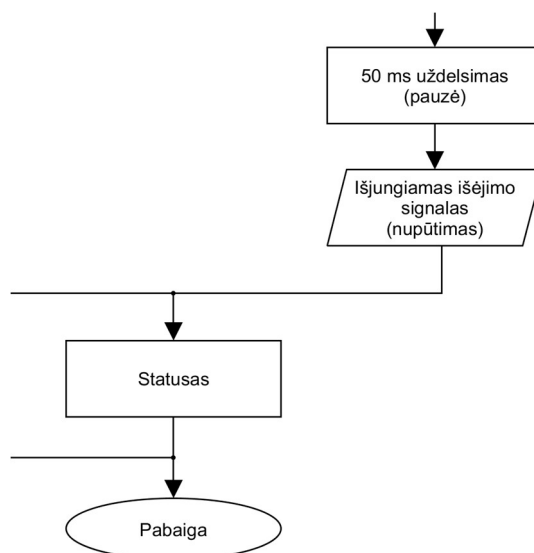 50 ms uždelsimas
(pauzė)
Išjungiamas išėjimo
signalas
(nupūtimas)
Statusas
Pabaiga